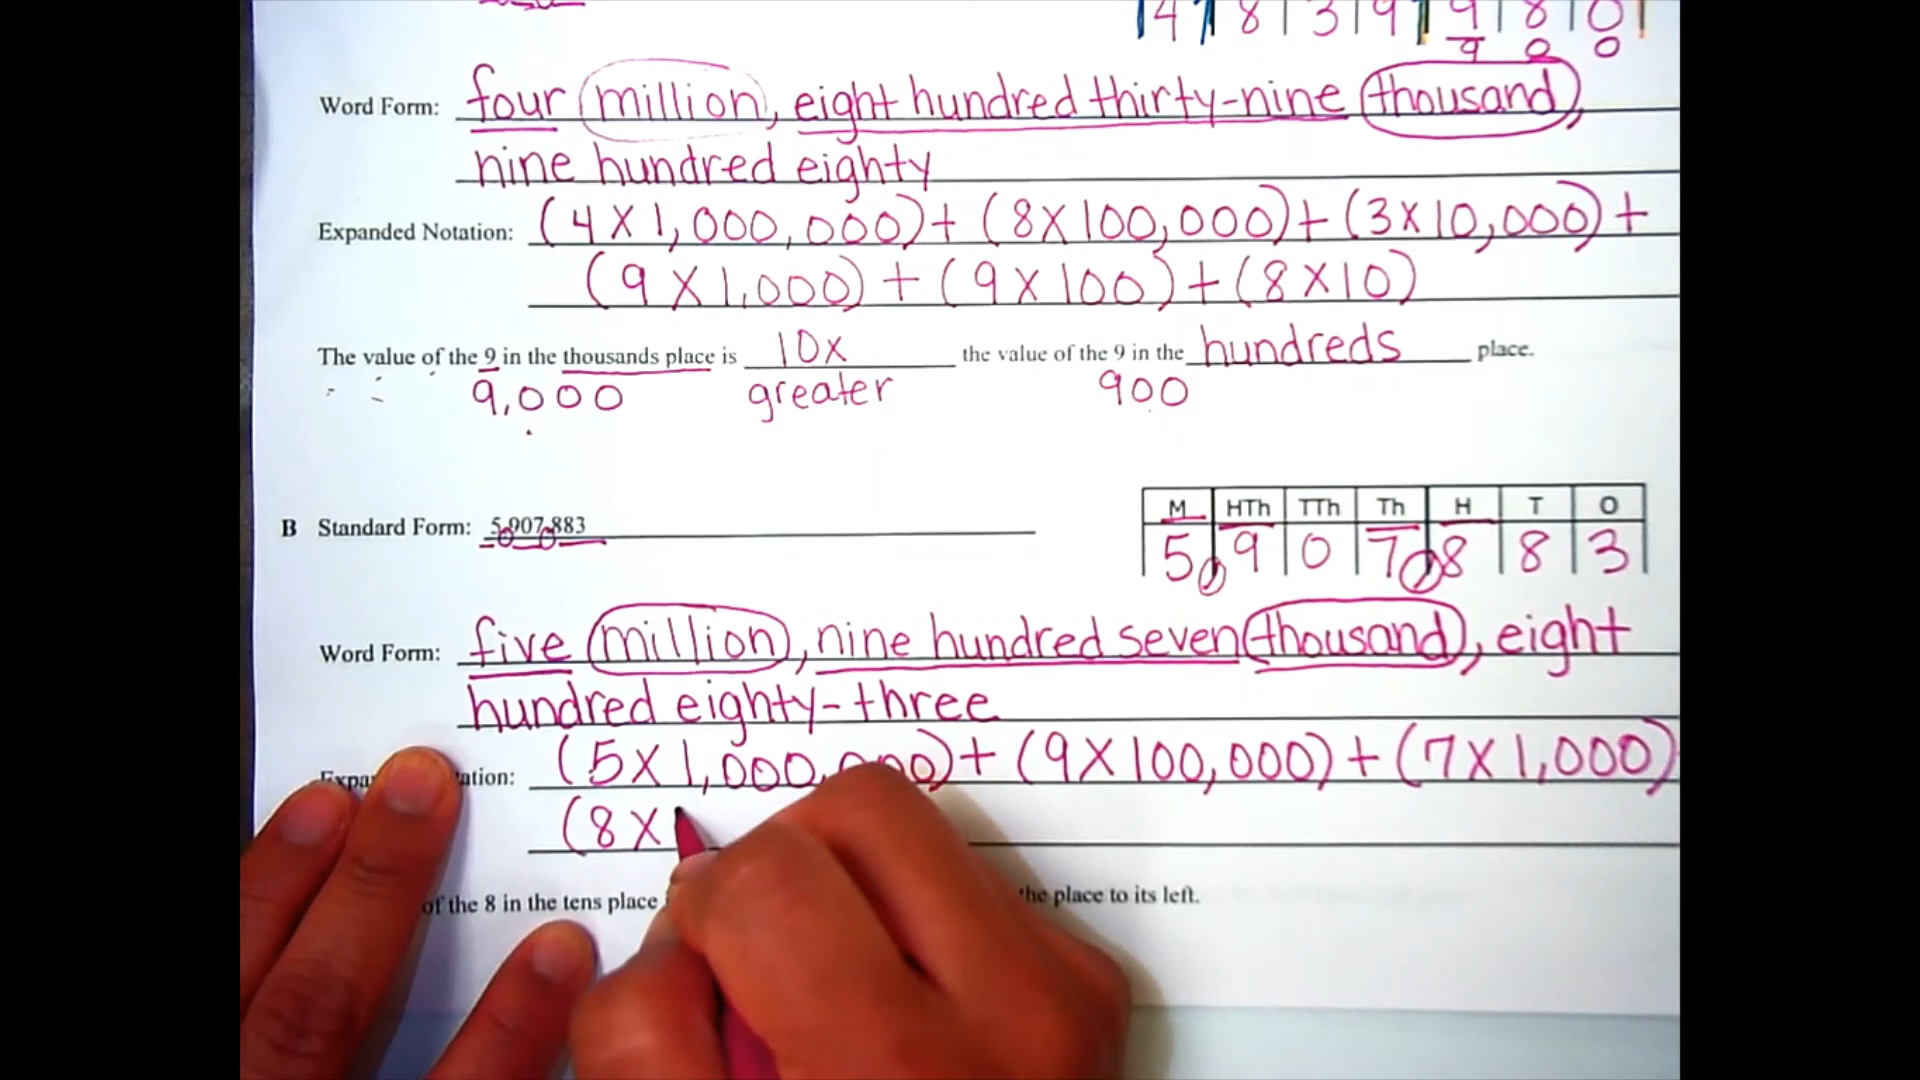 4 8 3 9 9 8 0
9 0 0
Word Form: four million, eight hundred thirty-nine thousand,
nine hundred eighty
Expanded Notation: (4 X 1,000,000) + (8 X 100,000) + (3 X 10,000) +
(9 X 1,000) + (9 X 100) + (8 X 10)
The value of the 9 in the thousands place is 10x the value of the 9 in the hundreds place.
9,000 greater 900
M HTh TTh Th H T O
B Standard Form: 5,907,883
5, 9 0 7, 8 8 3
Word Form: five million, nine hundred seven thousand, eight
hundred eighty-three
(5 X 1,000,000) + (9 X 100,000) + (7 X 1,000)
(8 X
of the 8 in the tens place the place to its left.